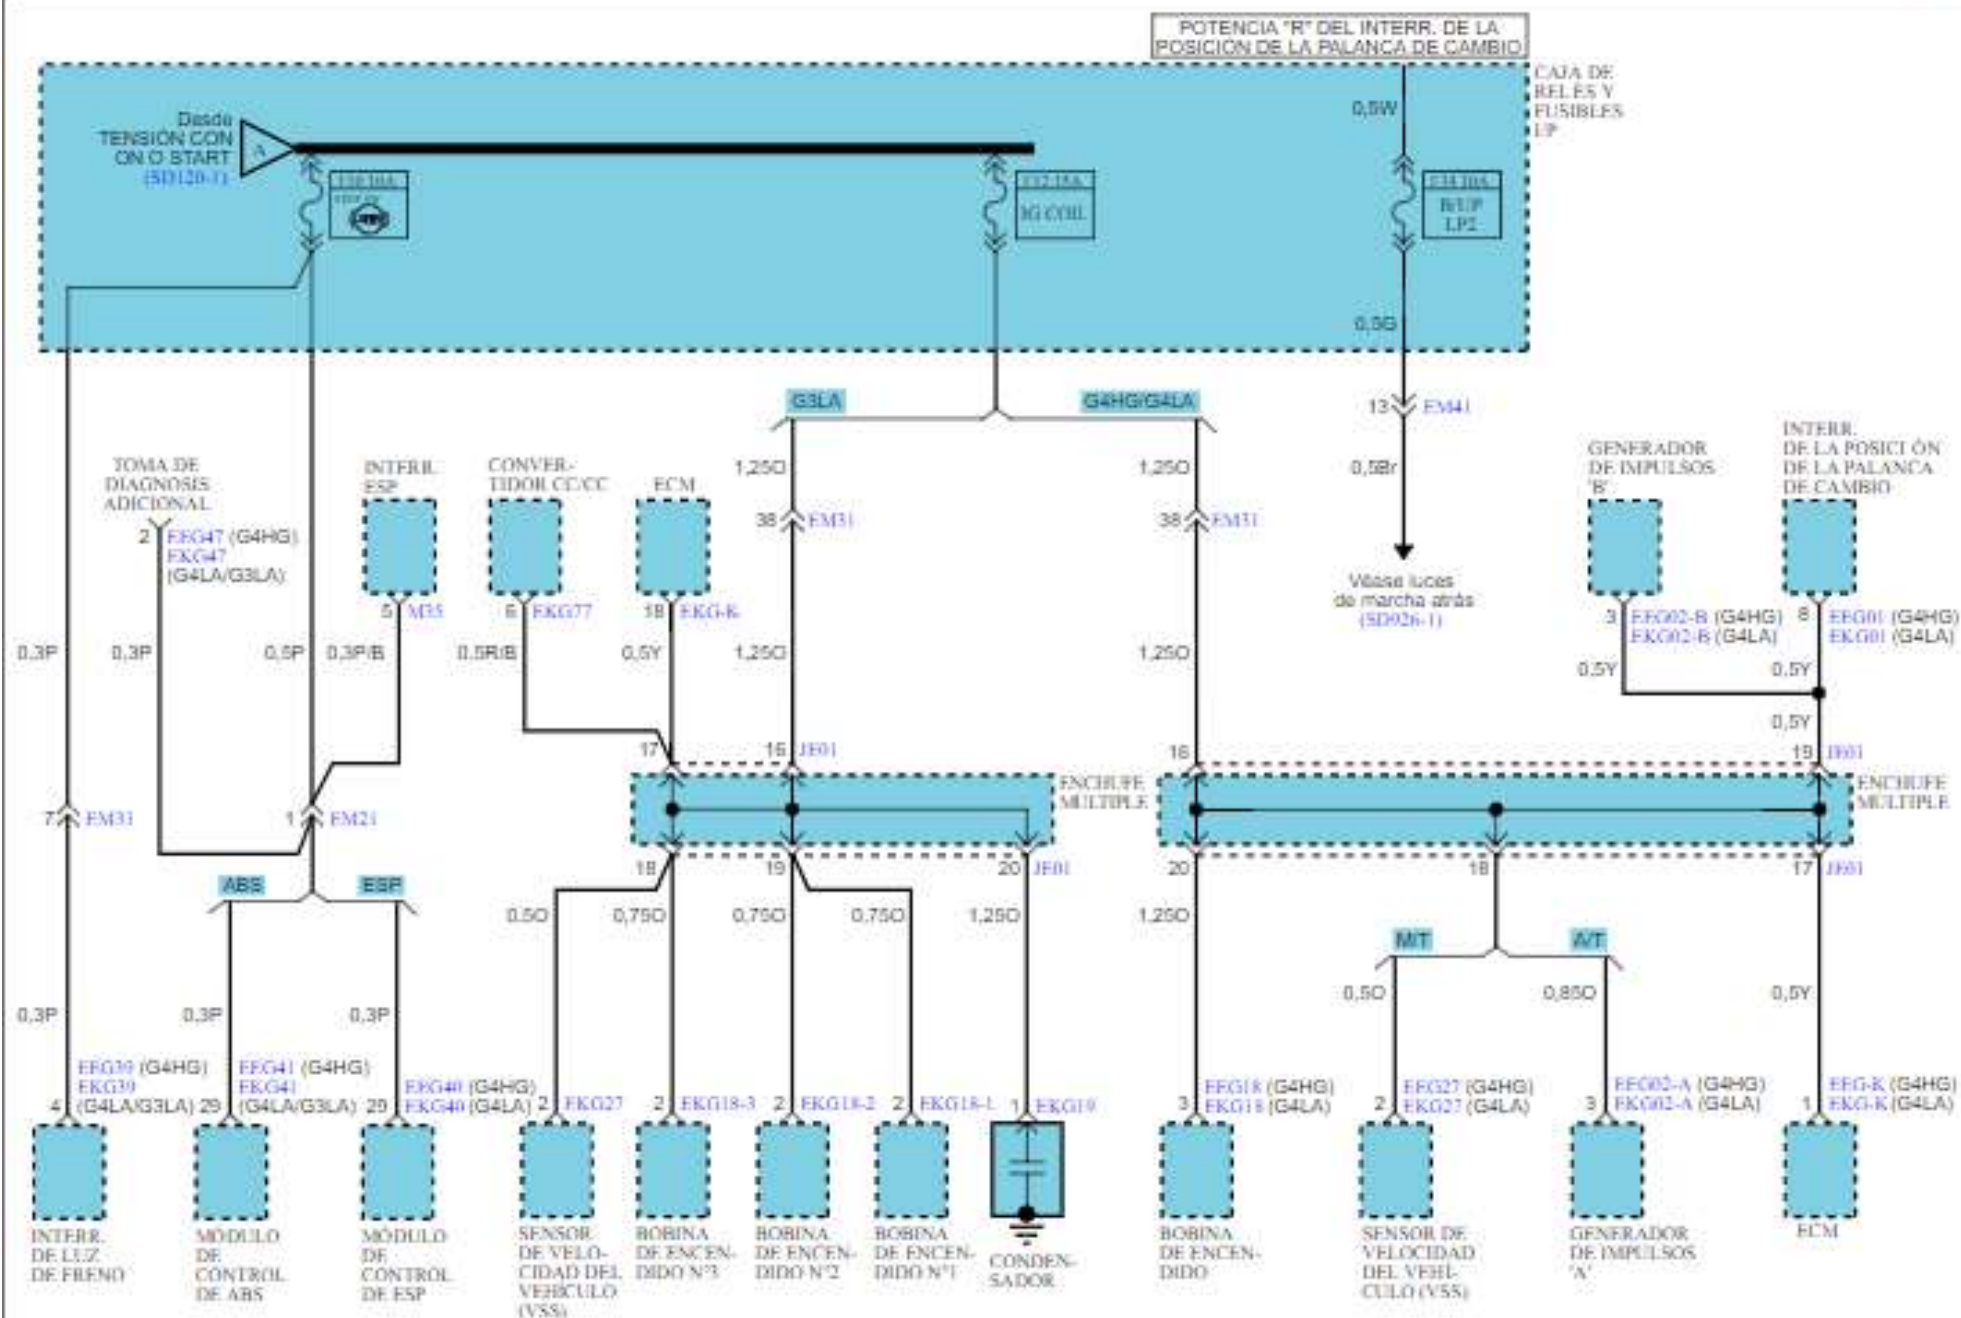 POTENCIA "R" DEL INTERR. DE LA
POSICIÓN DE LA PALANCA DE CAMBIO
CAJA DE
RELÉS Y
FUSIBLES
I/P
Desde
TENSIÓN CON
ON O START
(SD120-1)
A
IG COIL
B/UP
LP2
0,5W
0,5G
G3LA
G4HG/G4LA
13
EM41
TOMA DE
DIAGNOSIS
ADICIONAL
INTERR.
ESP
CONVER-
TIDOR CC/CC
ECM
1,25O
1,25O
0,5Br
GENERADOR
DE IMPULSOS
'B'
INTERR.
DE LA POSICIÓN
DE LA PALANCA
DE CAMBIO
2
EEG47 (G4HG)
EKG47
(G4LA/G3LA)
38
EM31
38
EM31
Véase luces
de marcha atrás
(SD926-1)
5
M35
6
EKG77
18
EKG-K
3
EEG02-B (G4HG)
EKG02-B (G4LA)
8
EEG01 (G4HG)
EKG01 (G4LA)
0,3P
0,3P
0,5P
0,3P/B
0.5R/B
0,5Y
1,25O
1,25O
0.5Y
0.5Y
0,5Y
17
16
JE01
16
19
JE01
ENCHUFE
MÚLTIPLE
ENCHUFE
MÚLTIPLE
7
EM31
1
EM21
18
19
20
JE01
20
18
17
JE01
ABS
ESP
0.5O
0,75O
0,75O
0,75O
1,25O
1,25O
M/T
A/T
0,3P
0,3P
0,3P
0,5O
0,85O
0,5Y
4
EEG39 (G4HG)
EKG39
(G4LA/G3LA)
29
EEG41 (G4HG)
EKG41
(G4LA/G3LA)
29
EEG40 (G4HG)
EKG40 (G4LA)
2
EKG27
2
EKG18-3
2
EKG18-2
2
EKG18-1
1
EKG19
3
EEG18 (G4HG)
EKG18 (G4LA)
2
EEG27 (G4HG)
EKG27 (G4LA)
3
EEG02-A (G4HG)
EKG02-A (G4LA)
1
EEG-K (G4HG)
EKG-K (G4LA)
INTERR.
DE LUZ
DE FRENO
MÓDULO
DE
CONTROL
DE ABS
MÓDULO
DE
CONTROL
DE ESP
SENSOR
DE VELO-
CIDAD DEL
VEHÍCULO
(VSS)
BOBINA
DE ENCEN-
DIDO Nº3
BOBINA
DE ENCEN-
DIDO Nº2
BOBINA
DE ENCEN-
DIDO Nº1
CONDEN-
SADOR
BOBINA
DE ENCEN-
DIDO
SENSOR DE
VELOCIDAD
DEL VEHÍ-
CULO (VSS)
GENERADOR
DE IMPULSOS
'A'
ECM